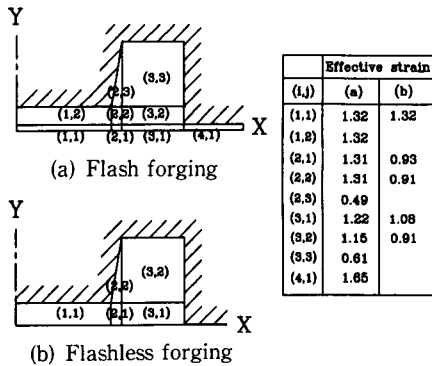 Y
(3,3)
(2,3)
(1,2) (2,2) (3,2)
X
(1,1) (2,1) (3,1) (4,1)
(a) Flash forging
Y
(3,2)
(2,2)
(1,1) (2,1) (3,1)
X
(b) Flashless forging
Effective strain
(i,j) (a) (b)
(1,1) 1.32 1.32
(1,2) 1.32
(2,1) 1.31 0.93
(2,2) 1.31 0.91
(2,3) 0.49
(3,1) 1.22 1.08
(3,2) 1.15 0.91
(3,3) 0.61
(4,1) 1.65